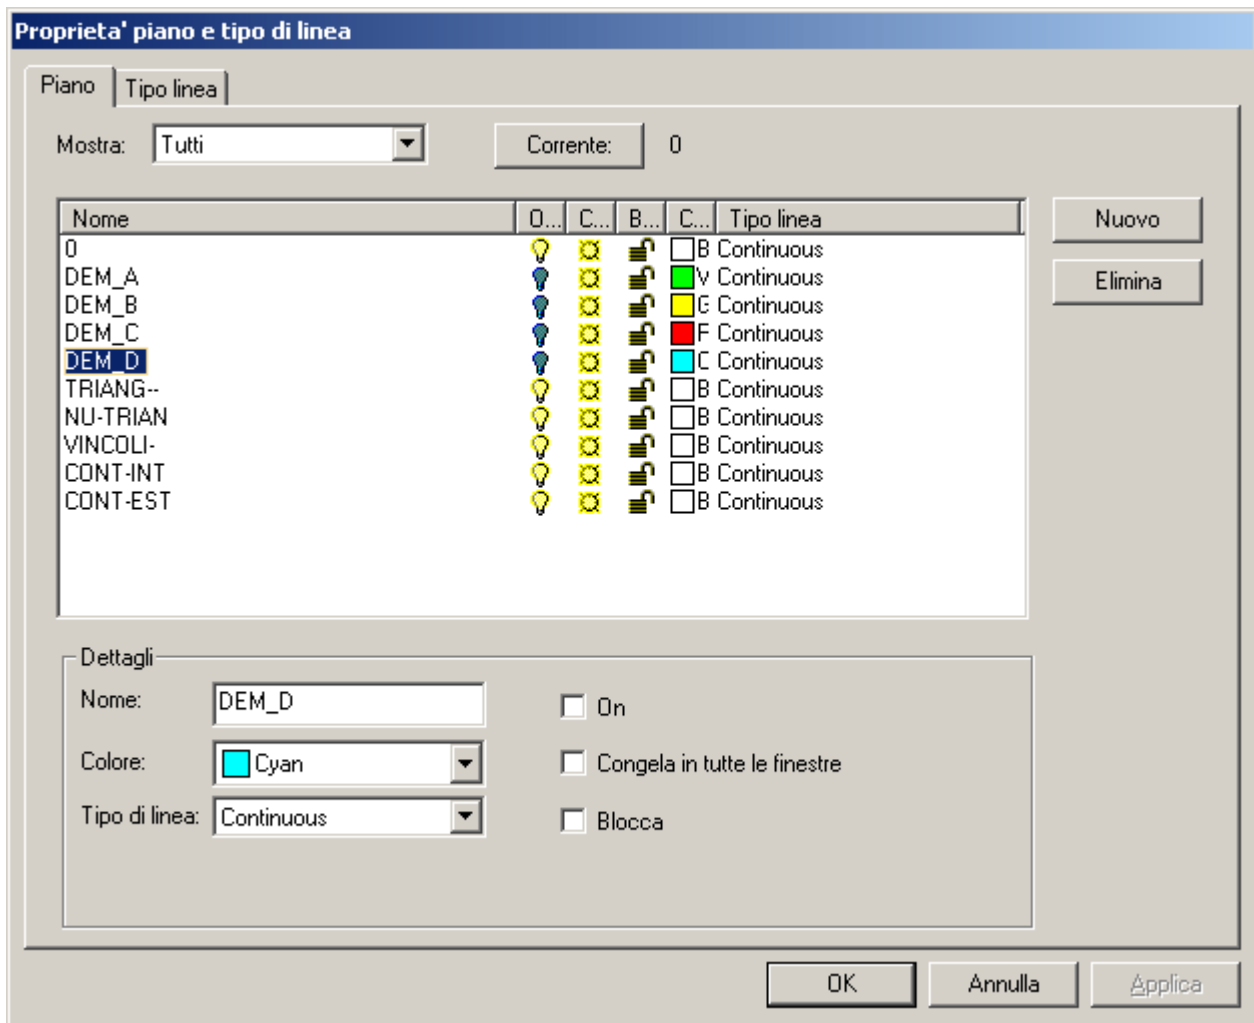 Proprieta' piano e tipo di linea
Piano Tipo linea
Mostra: Tutti Corrente: 0
Nome O... C... B... C... Tipo linea Nuovo
0 B Continuous
DEM_A V Continuous Elimina
DEM_B G Continuous
DEM_C Continuous
DEM_D C Continuous
TRIANG-- B Continuous
NU-TRIAN B Continuous
VINCOLI- B Continuous
CONT-INT B Continuous
CONT-EST B Continuous
Dettagli
Nome: DEM_D On
Colore: Cyan Congela in tutte le finestre
Tipo di linea: Continuous Blocca
OK Annulla Applica